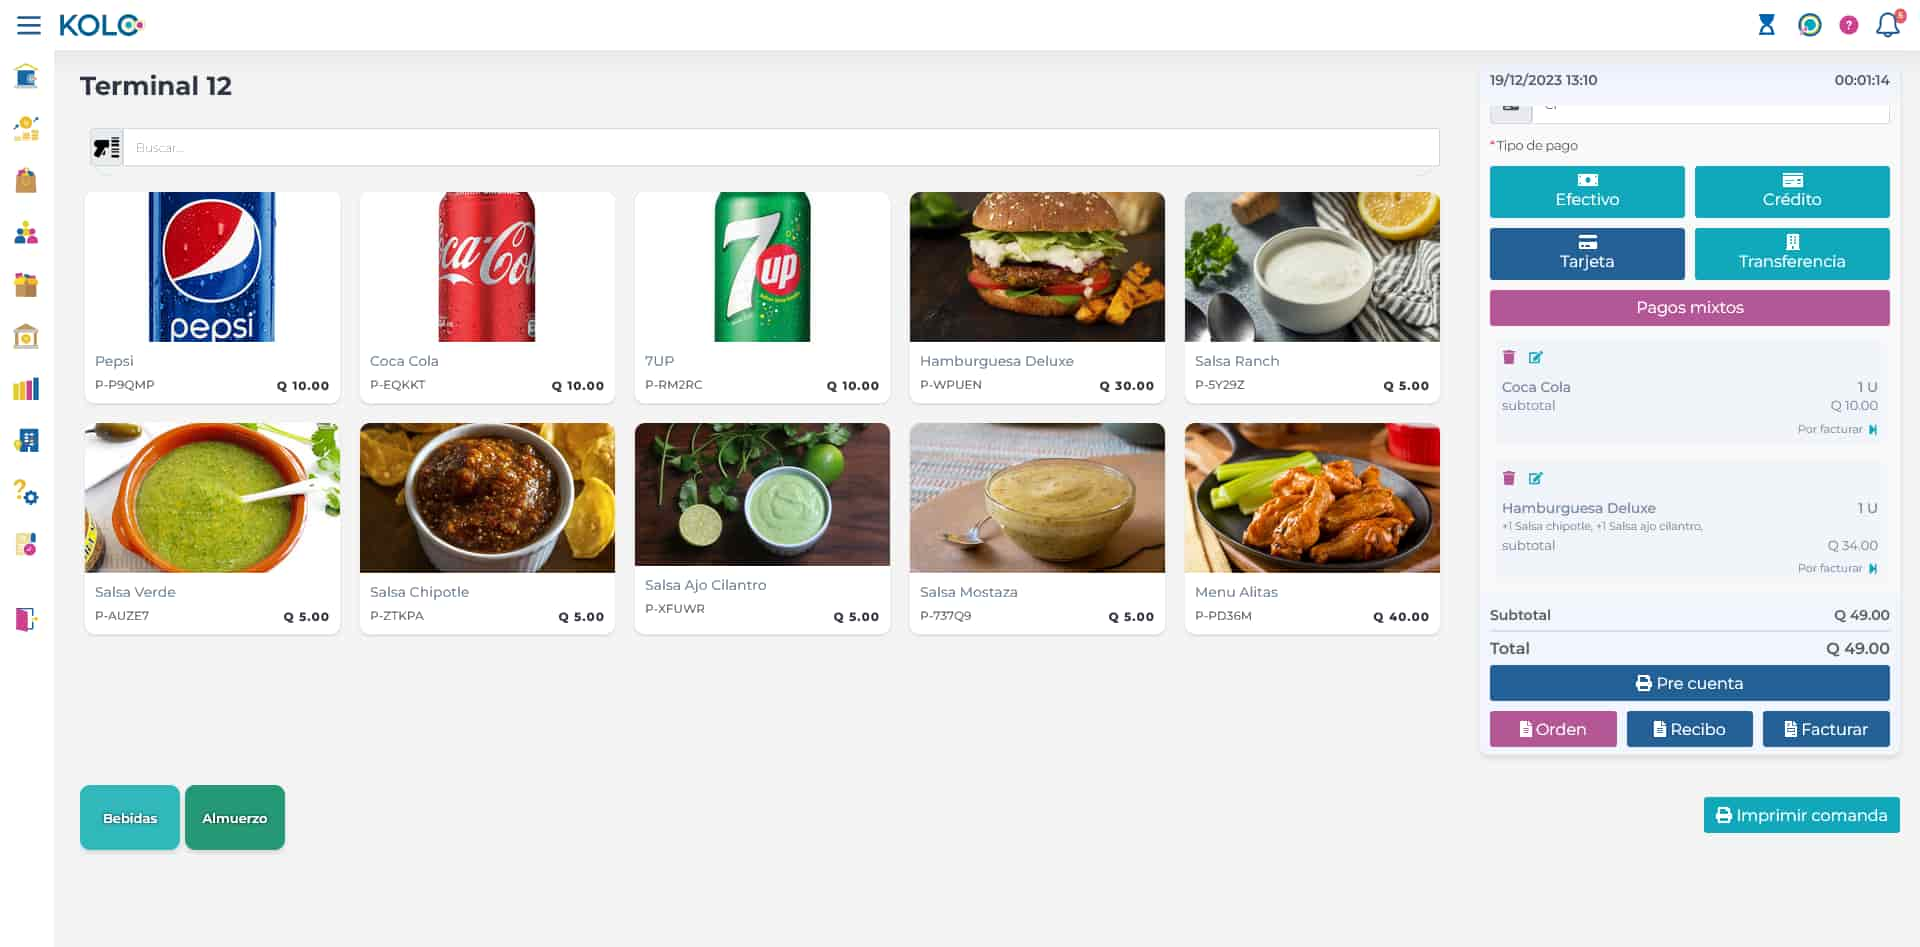 KOLO
?
5
Terminal 12
19/12/2023 13:10 00:01:14
Buscar...
*Tipo de pago
Efectivo Crédito
Tarjeta Transferencia
Pagos mixtos
pepsi
Coca-Col
7up
Pepsi
P-P9QMP Q 10.00
Coca Cola
P-EQKKT Q 10.00
7UP
P-RM2RC Q 10.00
Hamburguesa Deluxe
P-WPUEN Q 30.00
Salsa Ranch
P-5Y29Z Q 5.00
Salsa Verde
P-AUZE7 Q 5.00
Salsa Chipotle
P-ZTKPA Q 5.00
Salsa Ajo Cilantro
P-XFUWR Q 5.00
Salsa Mostaza
P-737Q9 Q 5.00
Menu Alitas
P-PD36M Q 40.00
Coca Cola 1 U
subtotal Q 10.00
Por facturar
Hamburguesa Deluxe 1 U
+1 Salsa chipotle, +1 Salsa ajo cilantro,
subtotal Q 34.00
Por facturar
Subtotal Q 49.00
Total Q 49.00
Pre cuenta
Orden Recibo Facturar
Bebidas Almuerzo
Imprimir comanda